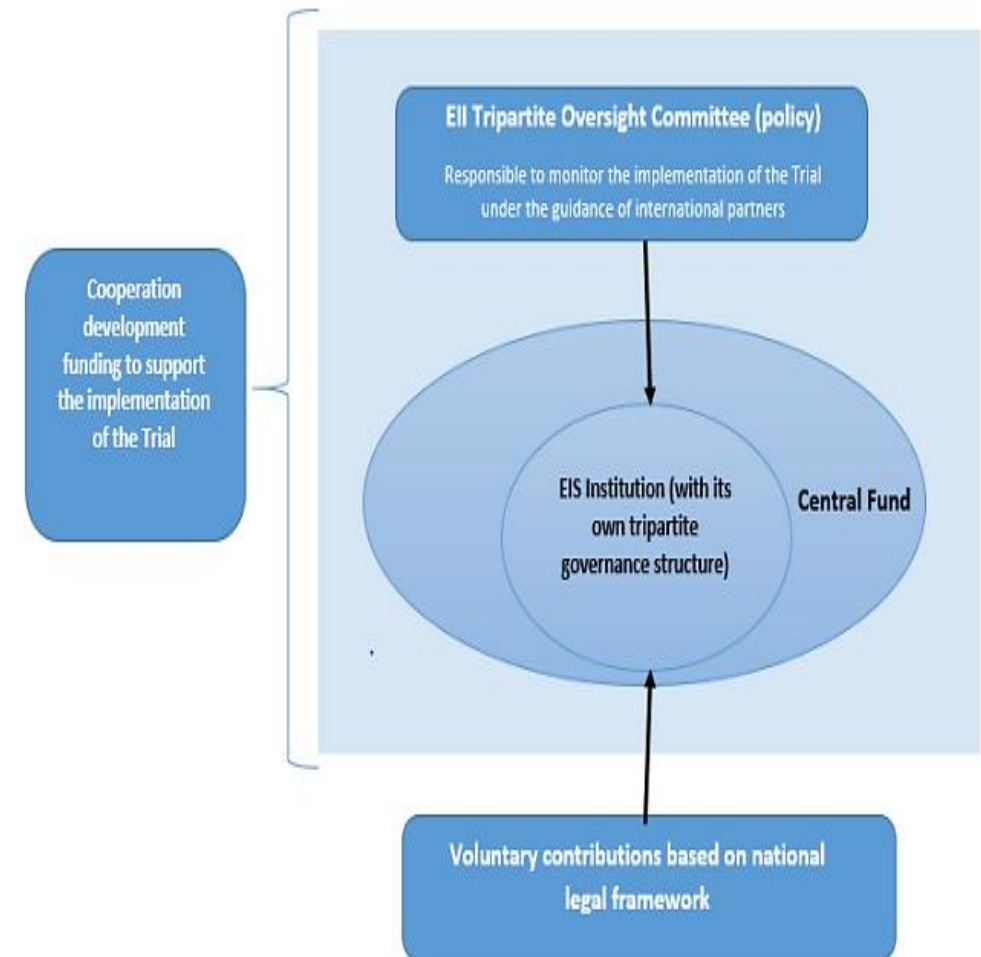 EII Tripartite Oversight Committee (policy)
Responsible to monitor the implementation of the Trial
under the guidance of international partners
Cooperation
development
funding to support
the implementation
of the Trial
EIS Institution (with its
own tripartite
governance structure)
Central Fund
Voluntary contributions based on national
legal framework